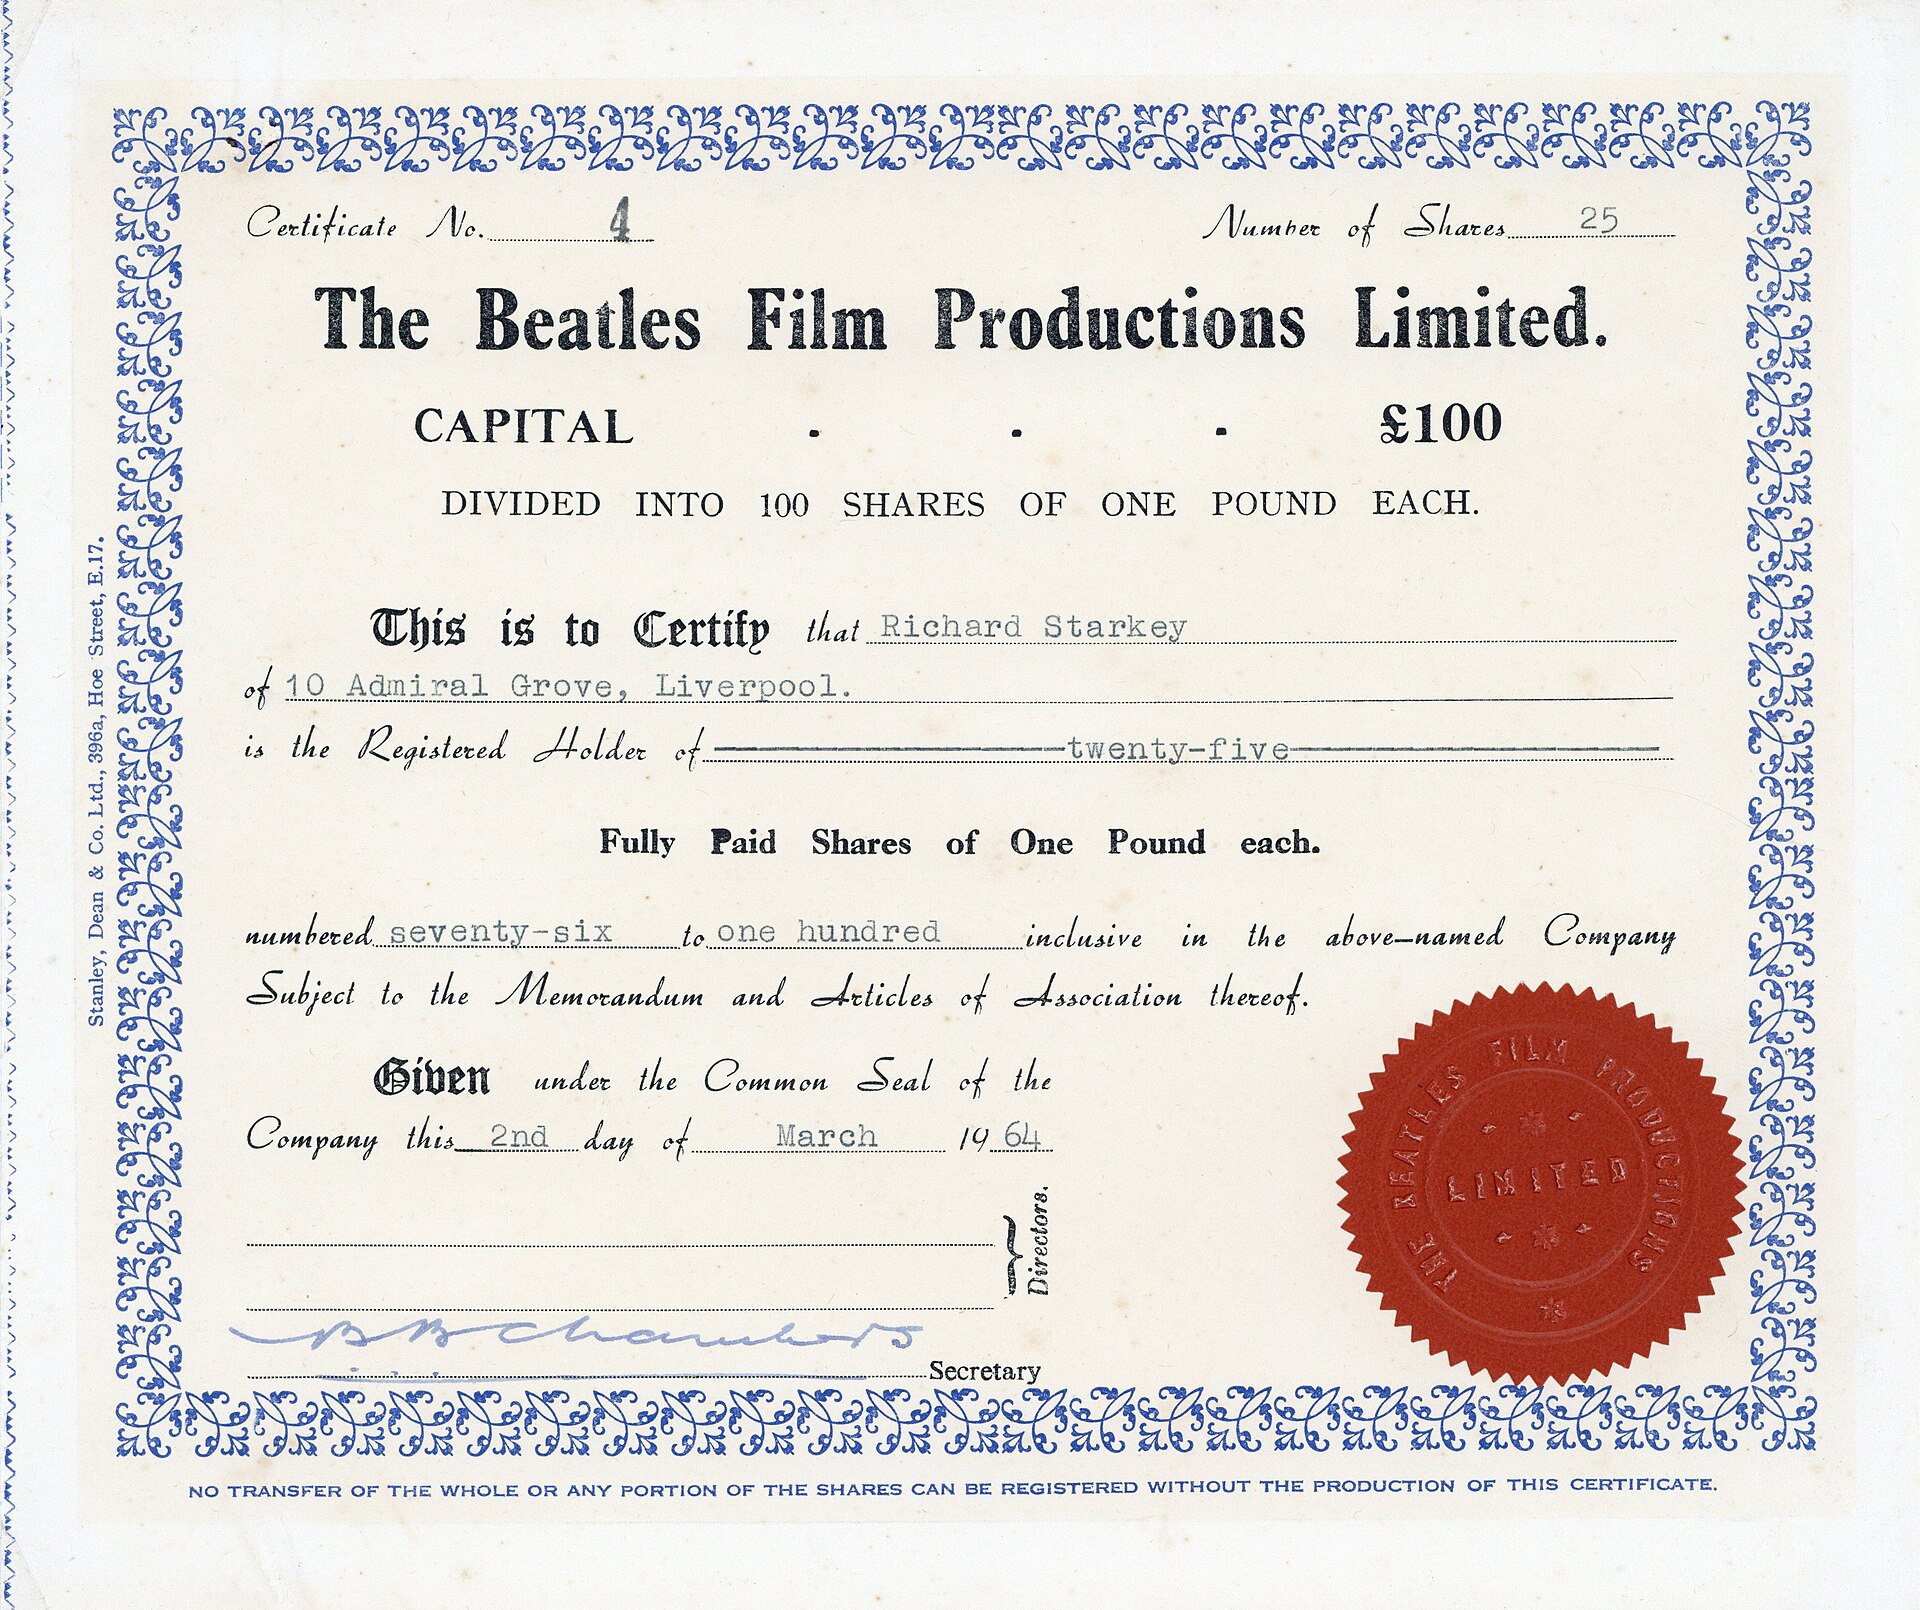 Certificate No. 4 Number of Shares 25
The Beatles Film Productions Limited.
CAPITAL - - - £100
DIVIDED INTO 100 SHARES OF ONE POUND EACH.
This is to Certify that Richard Starkey
of 10 Admiral Grove, Liverpool.
is the Registered Holder of twenty-five
Fully Paid Shares of One Pound each.
numbered seventy-six to one hundred inclusive in the above-named Company
Subject to the Memorandum and Articles of Association thereof.
Given under the Common Seal of the
Company this 2nd day of March 19 64
Directors.
B B Chambers
Secretary
THE BEATLES FILM PRODUCTIONS
LIMITED
NO TRANSFER OF THE WHOLE OR ANY PORTION OF THE SHARES CAN BE REGISTERED WITHOUT THE PRODUCTION OF THIS CERTIFICATE.
Stanley, Dean & Co. Ltd., 396a, Hoe Street, E.17.